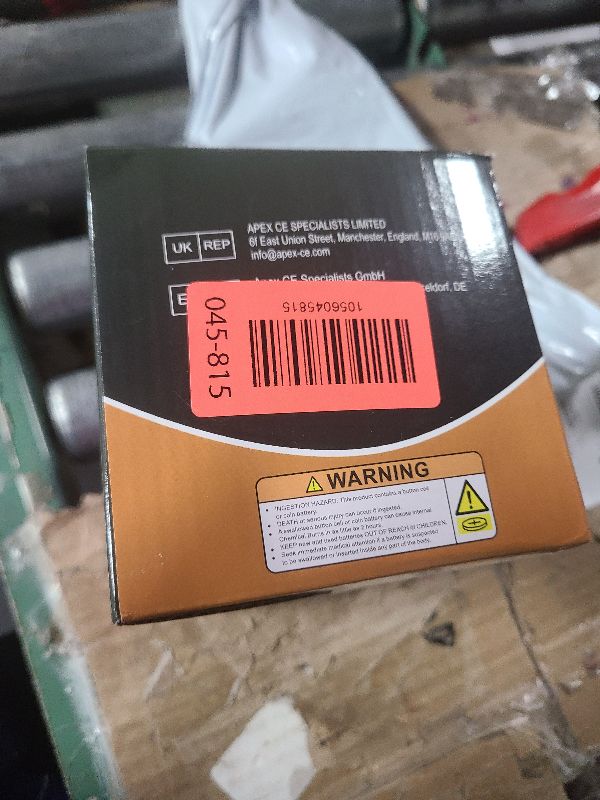 UK REP
APEX CE SPECIALISTS LIMITED
6f East Union Street, Manchester, England, M16
info@apex-ce.com
E
Apex CE Specialists GmbH
seldorf, DE
045-815
1056045815
WARNING
• INGESTION HAZARD: This product contains a button cell
or coin battery.
• DEATH or serious injury can occur if ingested.
• A swallowed button cell or coin battery can cause Internal
Chemical Burns in as little as 2 hours.
• KEEP new and used batteries OUT OF REACH of CHILDREN.
• Seek immediate medical attention if a battery is suspected
to be swallowed or inserted inside any part of the body.